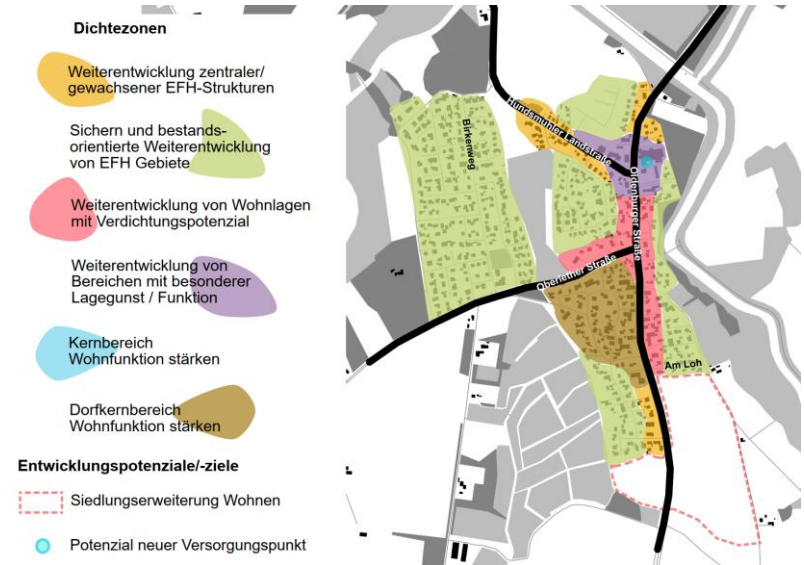 Dichtezonen
Weiterentwicklung zentraler/
gewachsener EFH-Strukturen
Sichern und bestands-
orientierte Weiterentwicklung
von EFH Gebiete
Weiterentwicklung von Wohnlagen
mit Verdichtungspotenzial
Weiterentwicklung von
Bereichen mit besonderer
Lagegunst / Funktion
Kernbereich
Wohnfunktion stärken
Dorfkernbereich
Wohnfunktion stärken
Entwicklungspotenziale/-ziele
Siedlungserweiterung Wohnen
Potenzial neuer Versorgungspunkt
Birkenweg
Hundsmühler Landstraße
Oldenburger Straße
Oberlether Straße
Am Loh